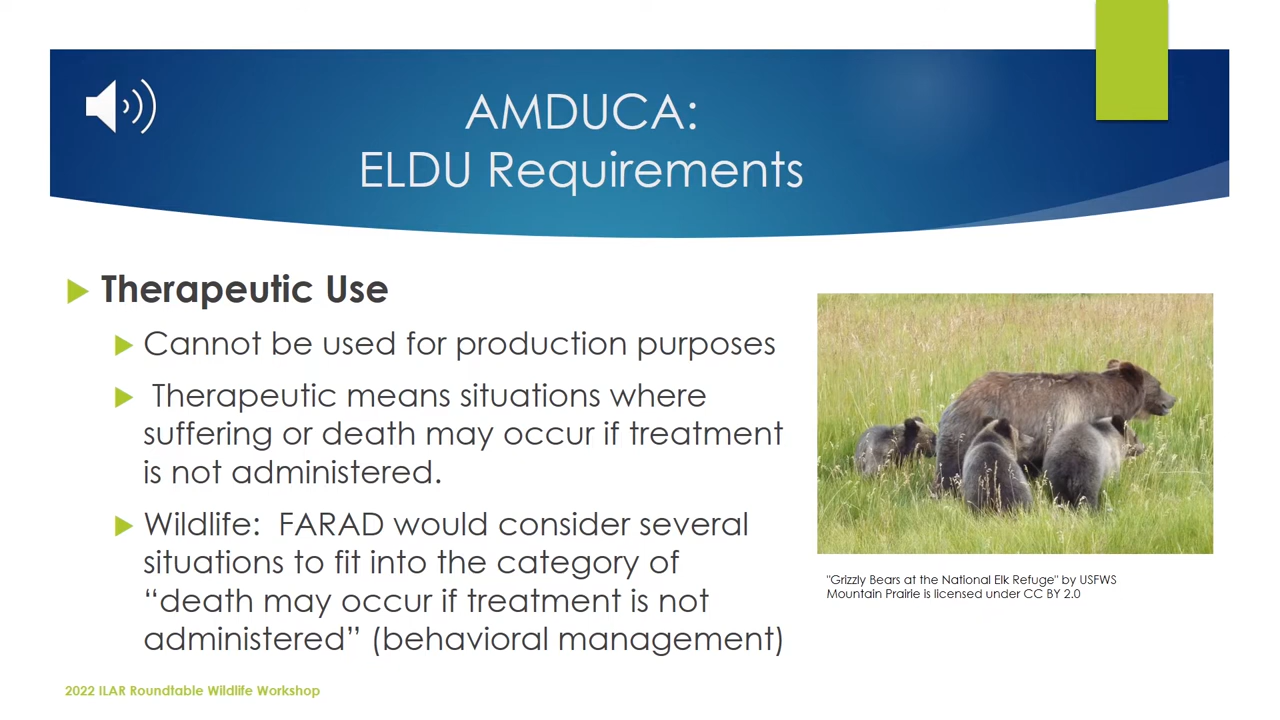 AMDUCA:
ELDU Requirements
Therapeutic Use
Cannot be used for production purposes
Therapeutic means situations where
suffering or death may occur if treatment
is not administered.
Wildlife:  FARAD would consider several
situations to fit into the category of
“death may occur if treatment is not
administered” (behavioral management)
"Grizzly Bears at the National Elk Refuge" by USFWS
Mountain Prairie is licensed under CC BY 2.0
2022 ILAR Roundtable Wildlife Workshop